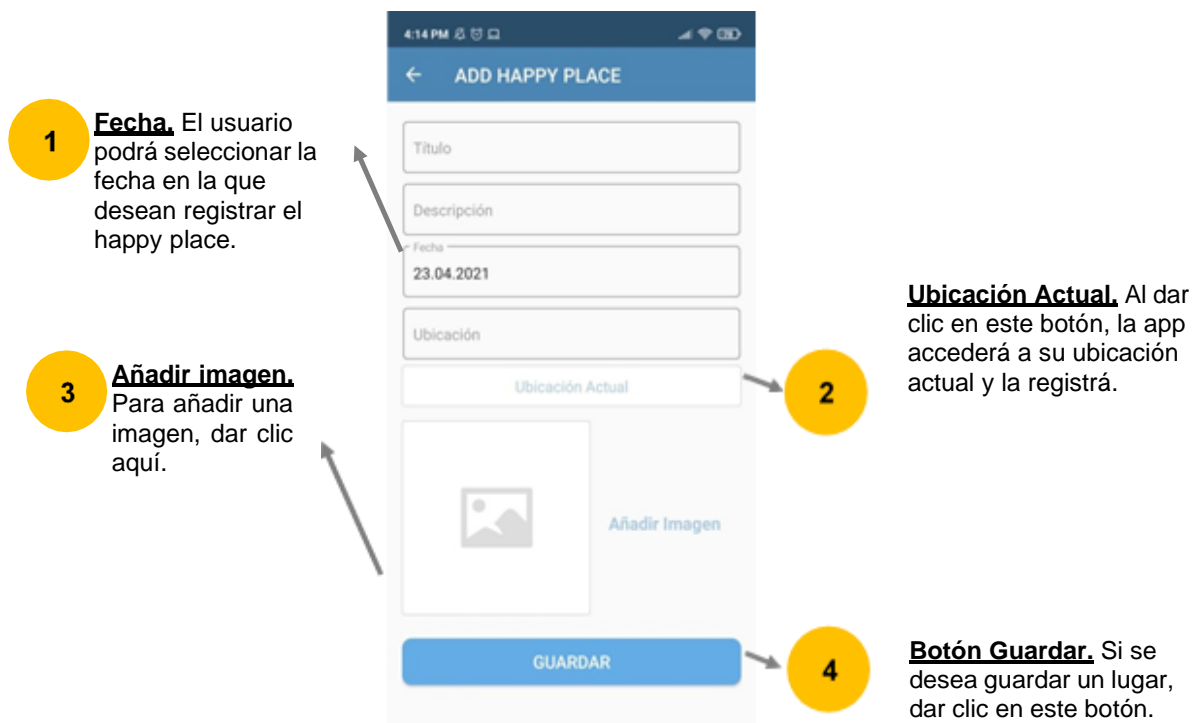 4:14 PM
ADD HAPPY PLACE
1
Fecha. El usuario
podrá seleccionar la
fecha en la que
desean registrar el
happy place.
Título
Descripción
Fecha
23.04.2021
Ubicación
Ubicación Actual
2
Ubicación Actual. Al dar
clic en este botón, la app
accederá a su ubicación
actual y la registrá.
3
Añadir imagen.
Para añadir una
imagen, dar clic
aquí.
Añadir Imagen
GUARDAR
4
Botón Guardar. Si se
desea guardar un lugar,
dar clic en este botón.